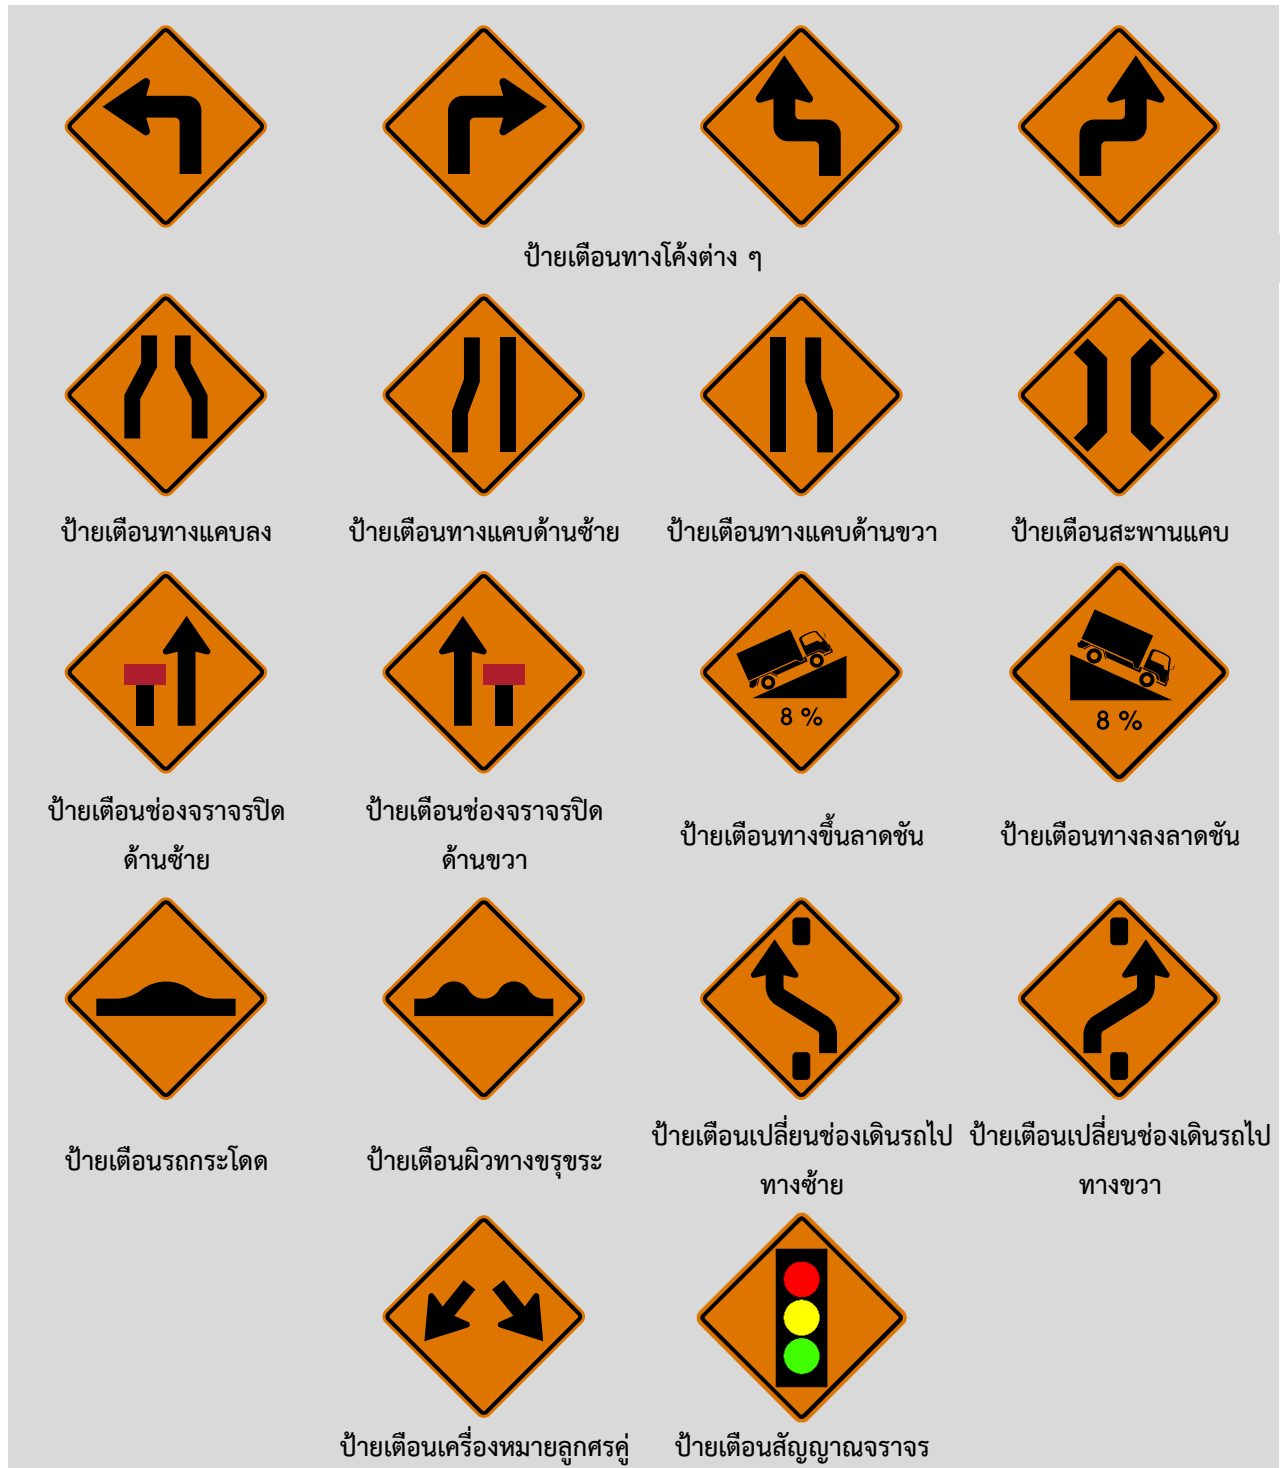 ป้ายเตือนทางโค้งต่าง ๆ
ป้ายเตือนทางแคบลง
ป้ายเตือนทางแคบด้านซ้าย
ป้ายเตือนทางแคบด้านขวา
ป้ายเตือนสะพานแคบ
8 %
8 %
ป้ายเตือนช่องจราจรปิด
ด้านซ้าย
ป้ายเตือนช่องจราจรปิด
ด้านขวา
ป้ายเตือนทางขึ้นลาดชัน
ป้ายเตือนทางลงลาดชัน
ป้ายเตือนรถกระโดด
ป้ายเตือนผิวทางขรุขระ
ป้ายเตือนเปลี่ยนช่องเดินรถไป
ทางซ้าย
ป้ายเตือนเปลี่ยนช่องเดินรถไป
ทางขวา
ป้ายเตือนเครื่องหมายลูกศรคู่
ป้ายเตือนสัญญาณจราจร